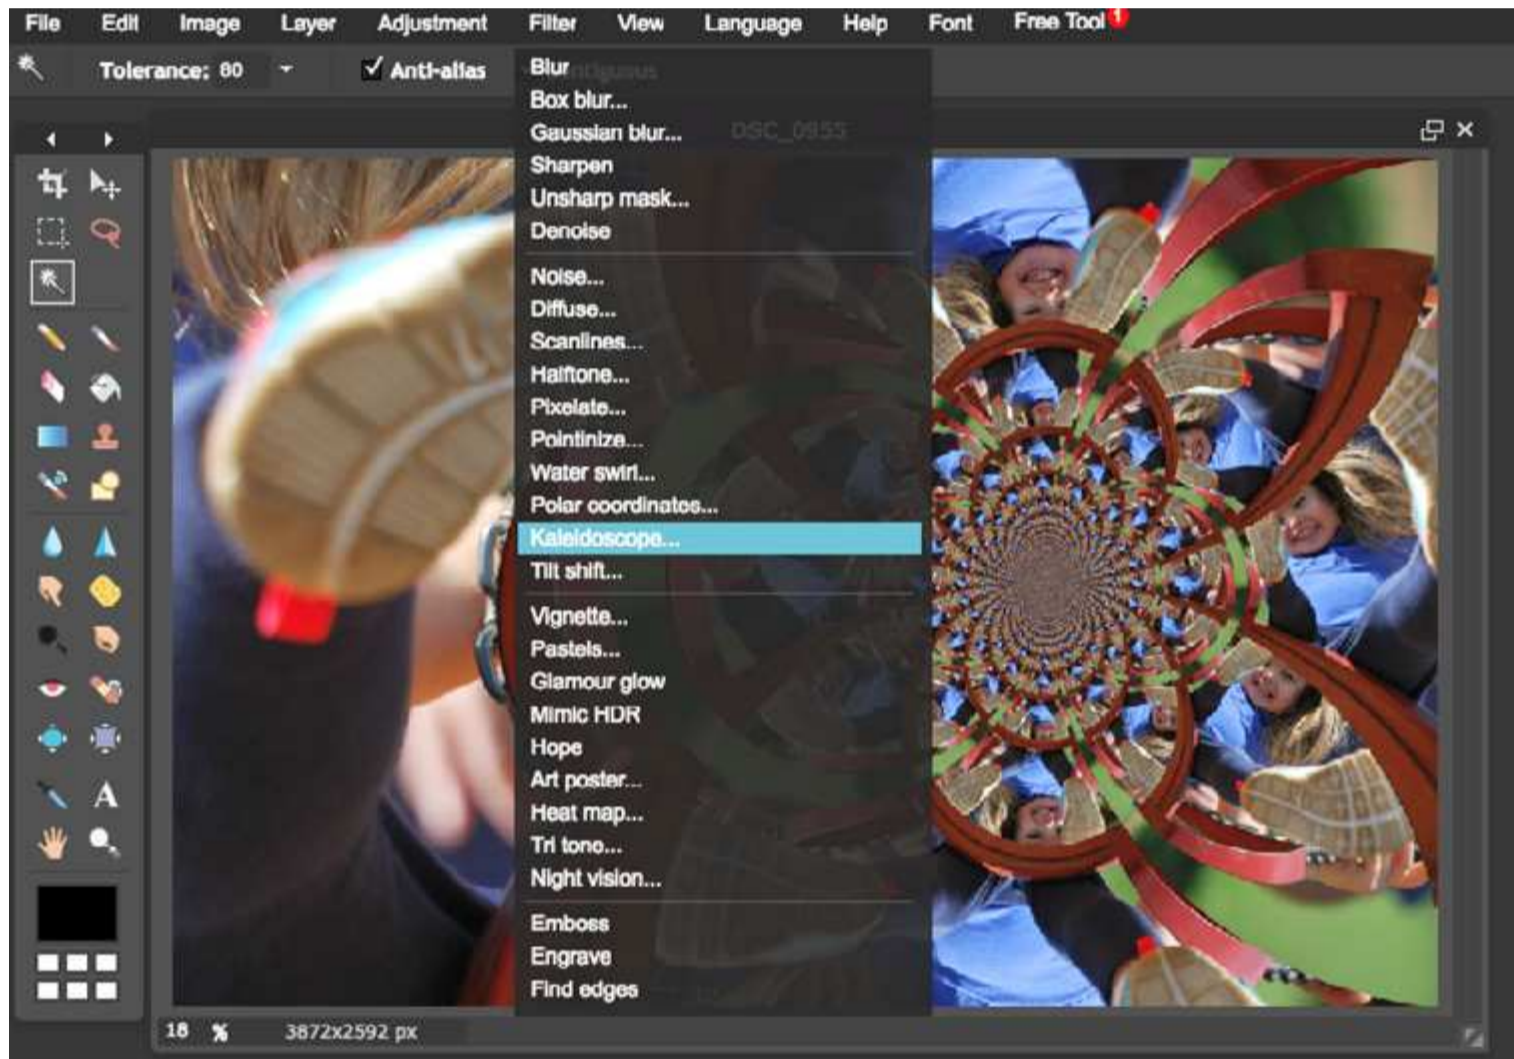 File Edit Image Layer Adjustment Filter View Language Help Font Free Tool 1
Tolerance: 80 Anti-alias Contiguous
DSC_0955
Blur
Box blur...
Gaussian blur...
Sharpen
Unsharp mask...
Denoise
Noise...
Diffuse...
Scanlines...
Halftone...
Pixelate...
Pointinize...
Water swirl...
Polar coordinates...
Kaleidoscope...
Tilt shift...
Vignette...
Pastels...
Glamour glow
Mimic HDR
Hope
Art poster...
Heat map...
Tri tone...
Night vision...
Emboss
Engrave
Find edges
A
18 % 3872x2592 px